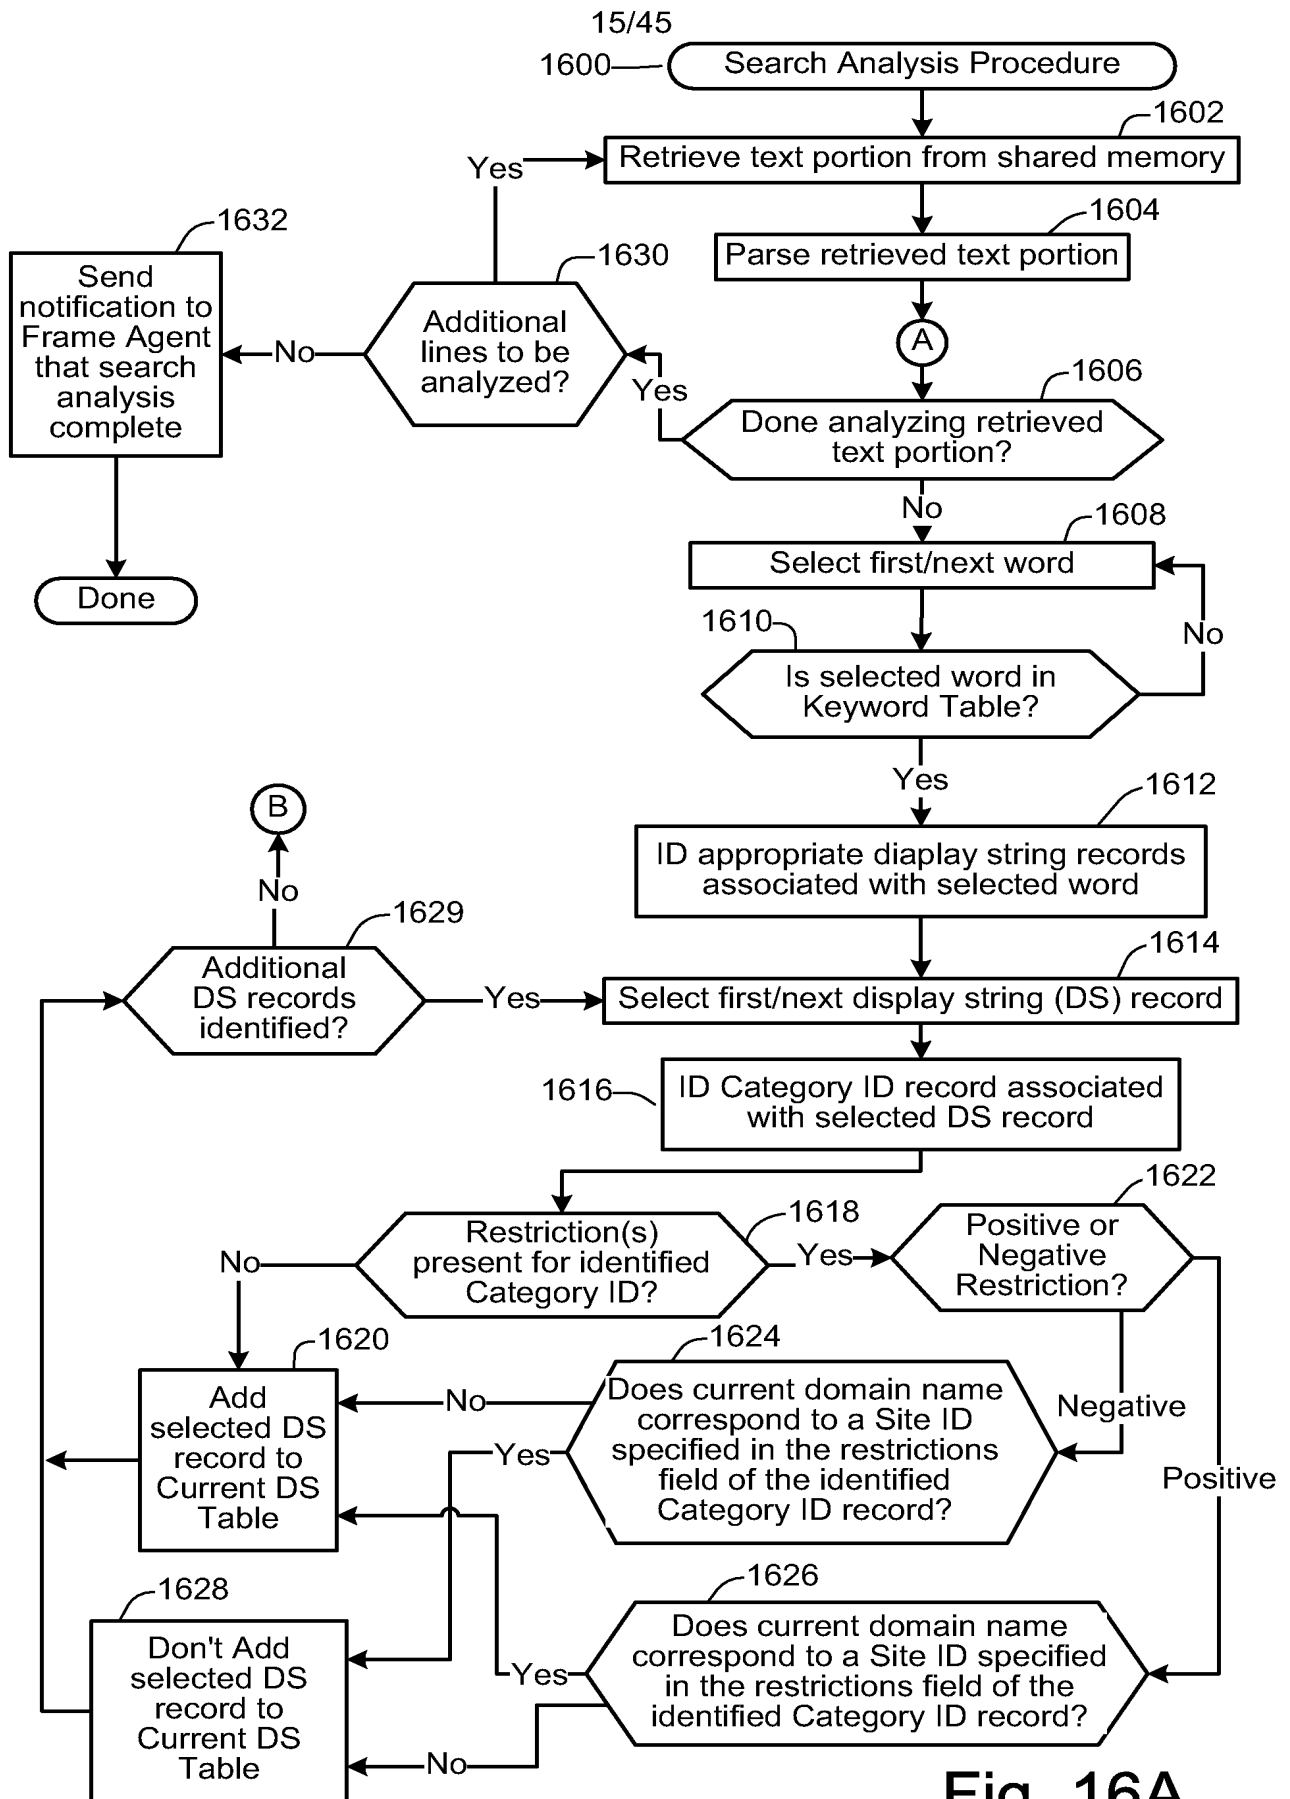 15/45
1600
Search Analysis Procedure
1602
Retrieve text portion from shared memory
Yes
1604
Parse retrieved text portion
1632
Send
notification to
Frame Agent
that search
analysis
complete
1630
Additional
lines to be
analyzed?
No
Yes
A
1606
Done analyzing retrieved
text portion?
No
Done
1608
Select first/next word
No
1610
Is selected word in
Keyword Table?
Yes
B
1612
ID appropriate diaplay string records
associated with selected word
No
1629
Additional
DS records
identified?
Yes
1614
Select first/next display string (DS) record
1616
ID Category ID record associated
with selected DS record
1618
Restriction(s)
present for identified
Category ID?
No
Yes
1622
Positive or
Negative
Restriction?
1620
Add
selected DS
record to
Current DS
Table
1624
Does current domain name
correspond to a Site ID
specified in the restrictions
field of the identified
Category ID record?
No
Yes
Negative
Positive
1628
Don't Add
selected DS
record to
Current DS
Table
1626
Does current domain name
correspond to a Site ID specified
in the restrictions field of the
identified Category ID record?
Yes
No
Fig. 16A